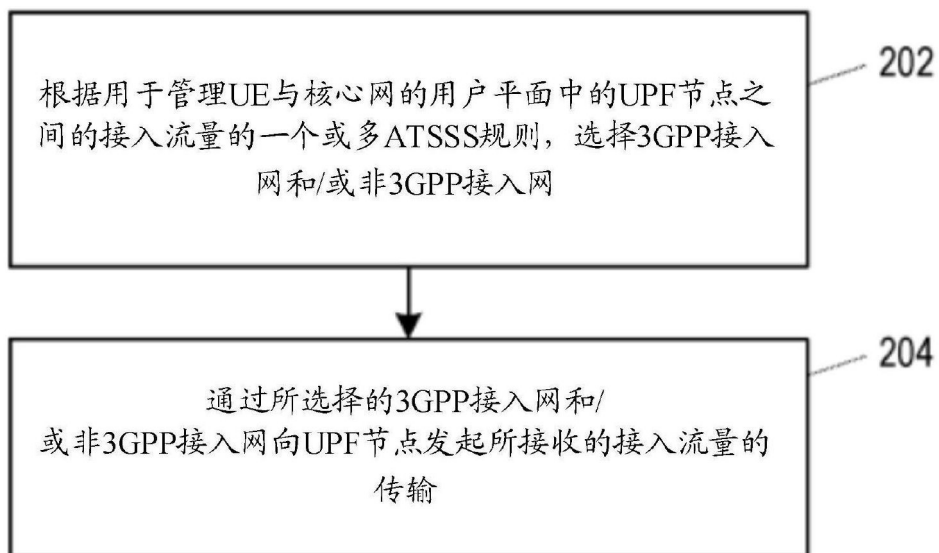 根据用于管理UE与核心网的用户平面中的UPF节点之
间的接入流量的一个或多ATSSS规则，选择3GPP接入
网和/或非3GPP接入网
202
通过所选择的3GPP接入网和/
或非3GPP接入网向UPF节点发起所接收的接入流量的
传输
204